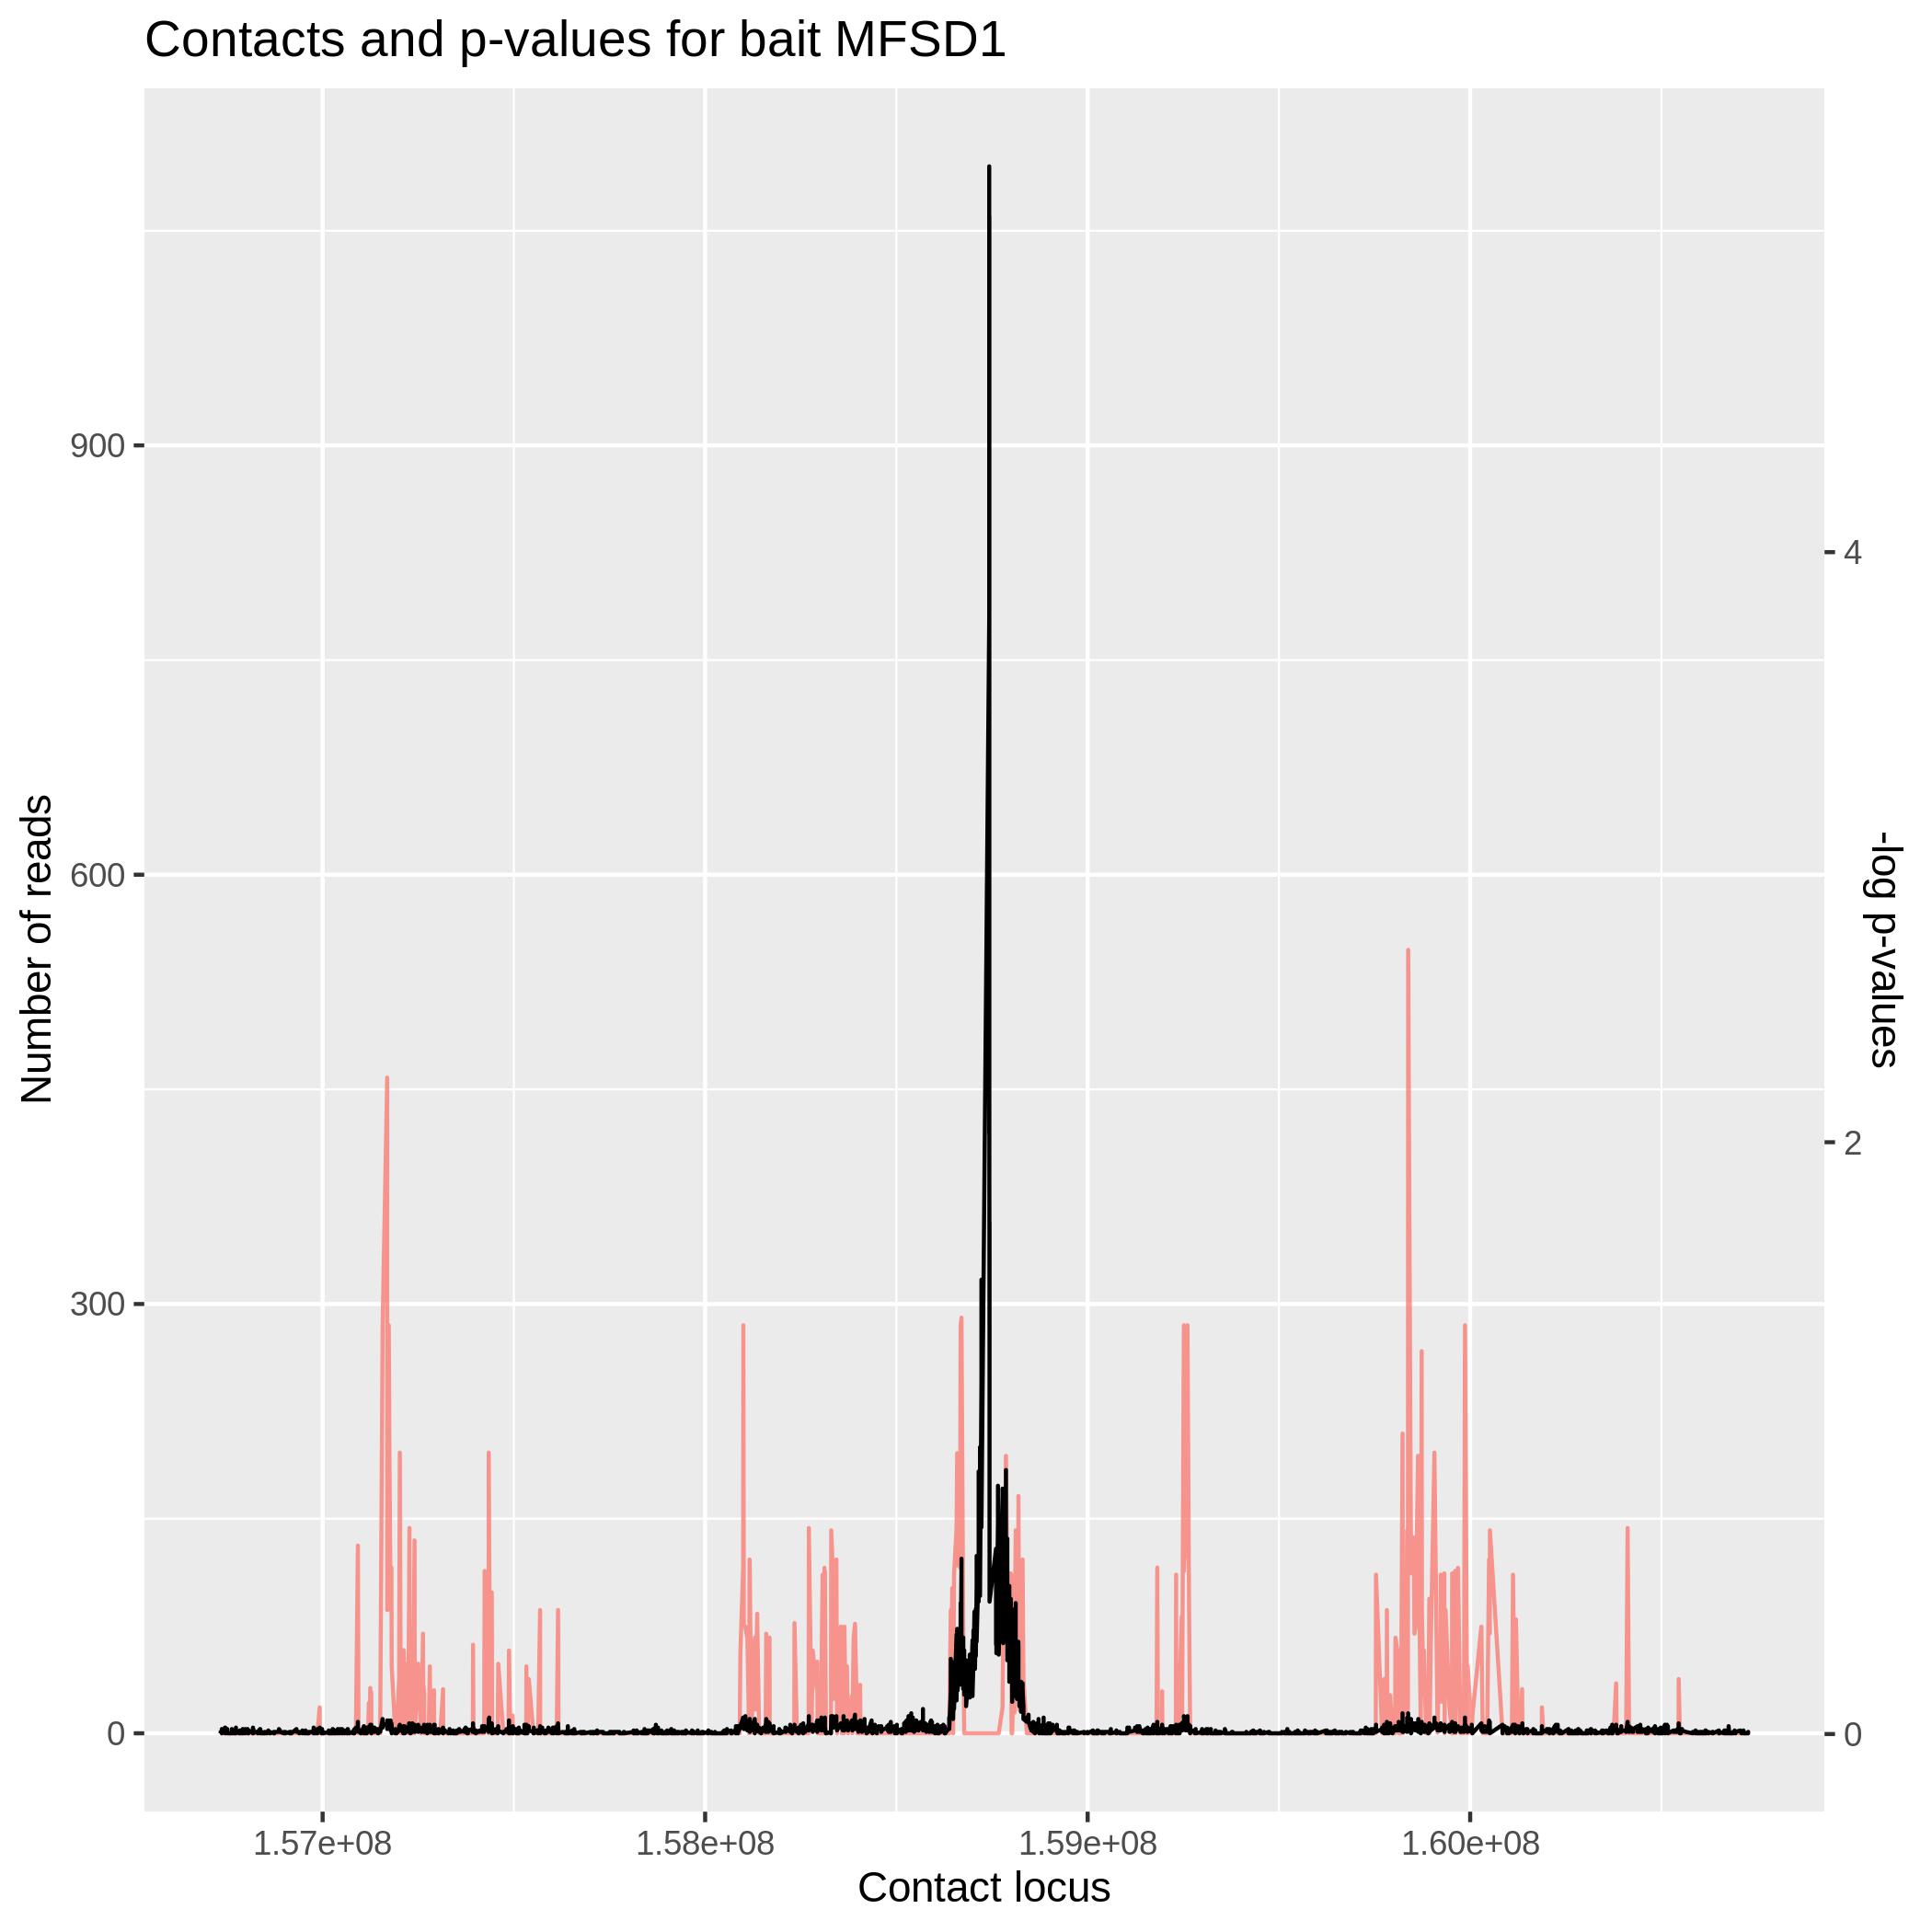 Contacts and p-values for bait MFSD1
Number of reads
900
600
300
0
4
2
0
-log p-values
1.57e+08
1.58e+08
1.59e+08
1.60e+08
Contact locus